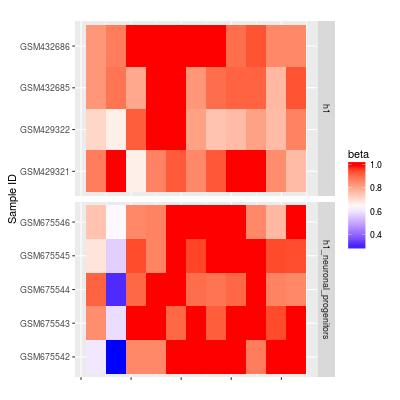 GSM432686
GSM432685
GSM429322
GSM429321
h1
GSM675546
GSM675545
GSM675544
GSM675543
GSM675542
h1_neuronal_progenitors
Sample ID
beta
1.0
0.8
0.6
0.4